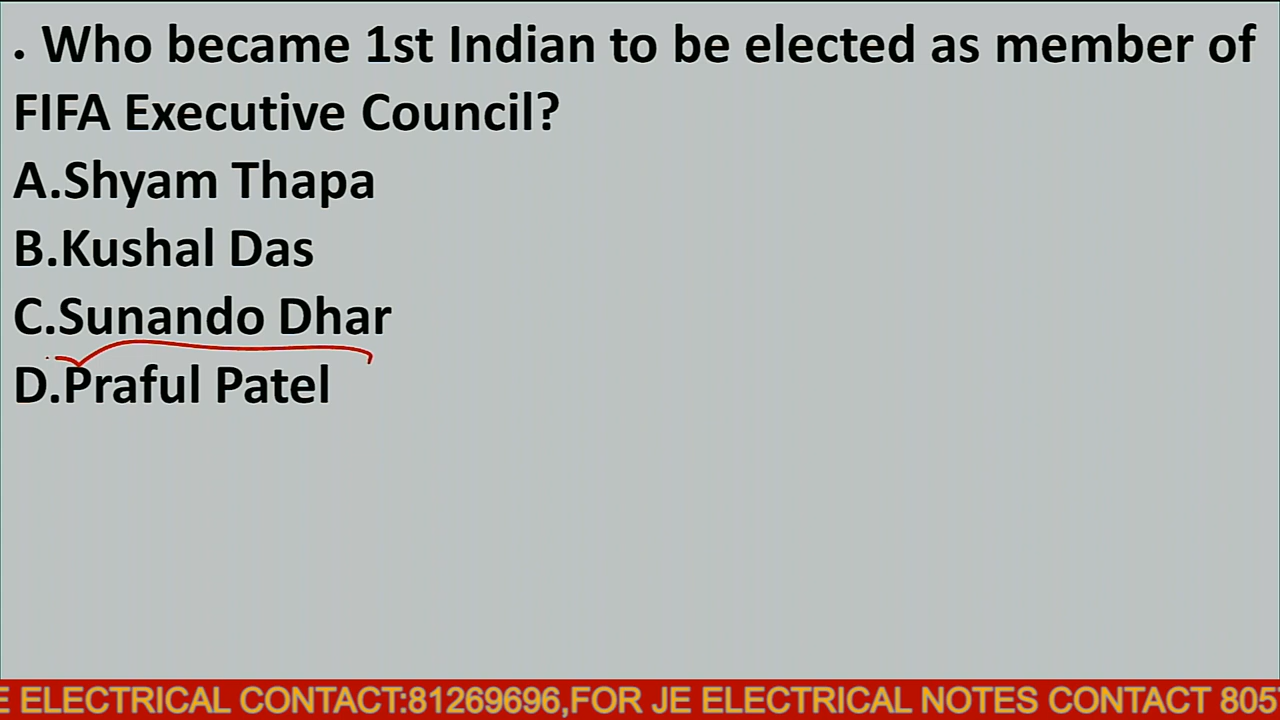 . Who became 1st Indian to be elected as member of
FIFA Executive Council?
A.Shyam Thapa
B.Kushal Das
C.Sunando Dhar
D.Praful Patel
E ELECTRICAL CONTACT:81269696,FOR JE ELECTRICAL NOTES CONTACT 805